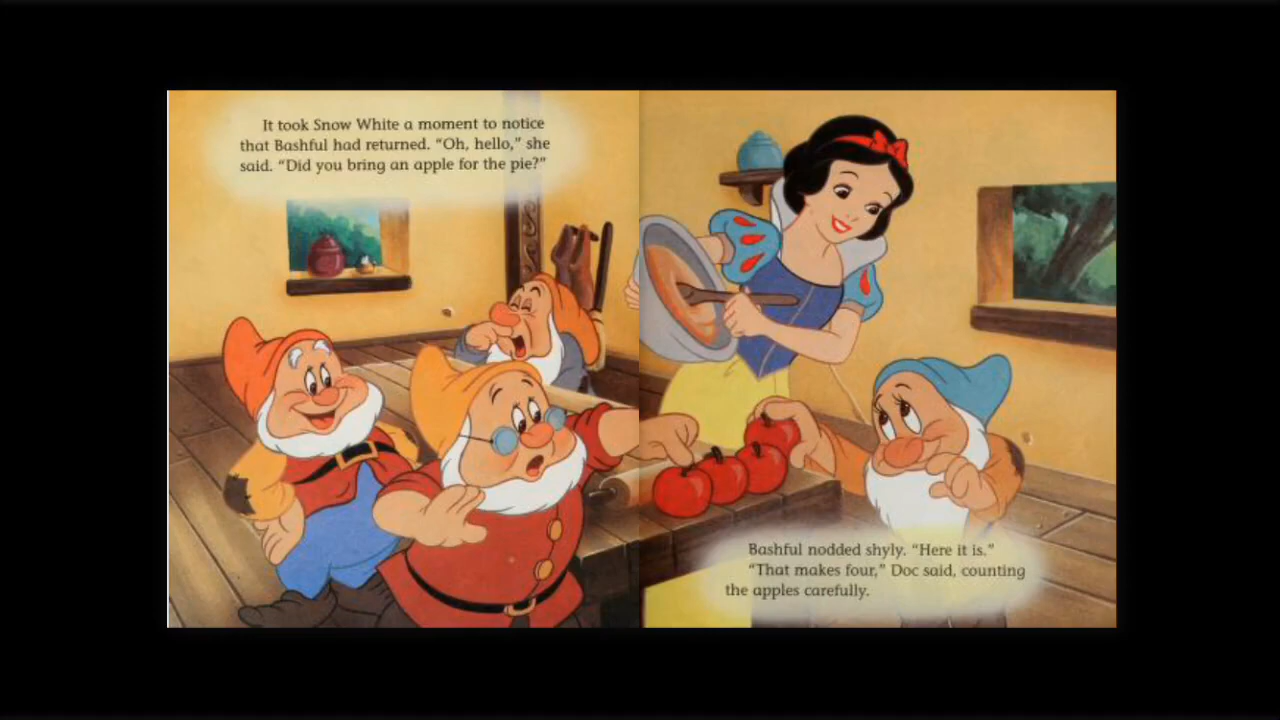 It took Snow White a moment to notice
that Bashful had returned. “Oh, hello,” she
said. “Did you bring an apple for the pie?”
Bashful nodded shyly. “Here it is.”
“That makes four,” Doc said, counting
the apples carefully.